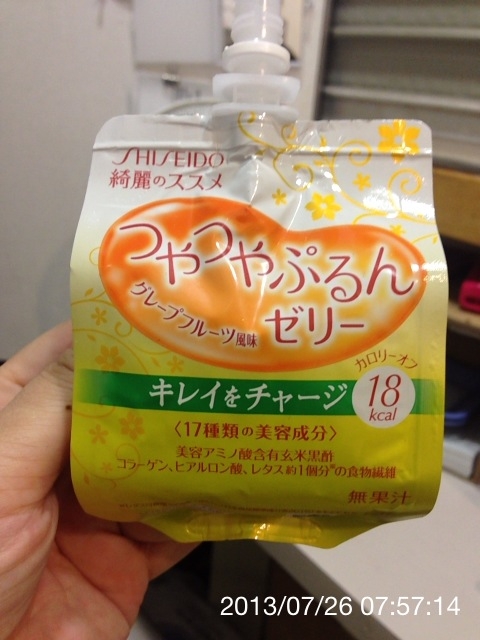 SHISEIDO
綺麗のススメ
つやつやぷるん
グレープフルーツ風味
ゼリー
カロリーオフ
キレイをチャージ
18
kcal
〈17種類の美容成分〉
美容アミノ酸含有玄米黒酢
コラーゲン、ヒアルロン酸、レタス約1個分※の食物繊維
無果汁
2013/07/26 07:57:14